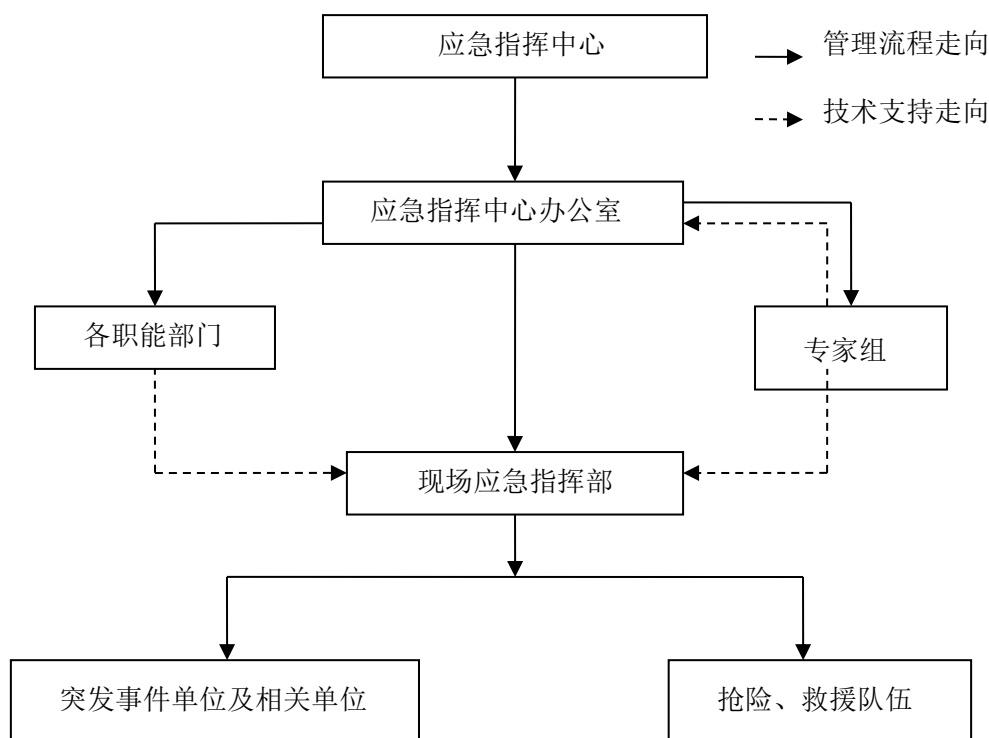 应急指挥中心
管理流程走向
技术支持走向
应急指挥中心办公室
各职能部门
专家组
现场应急指挥部
突发事件单位及相关单位
抢险、救援队伍